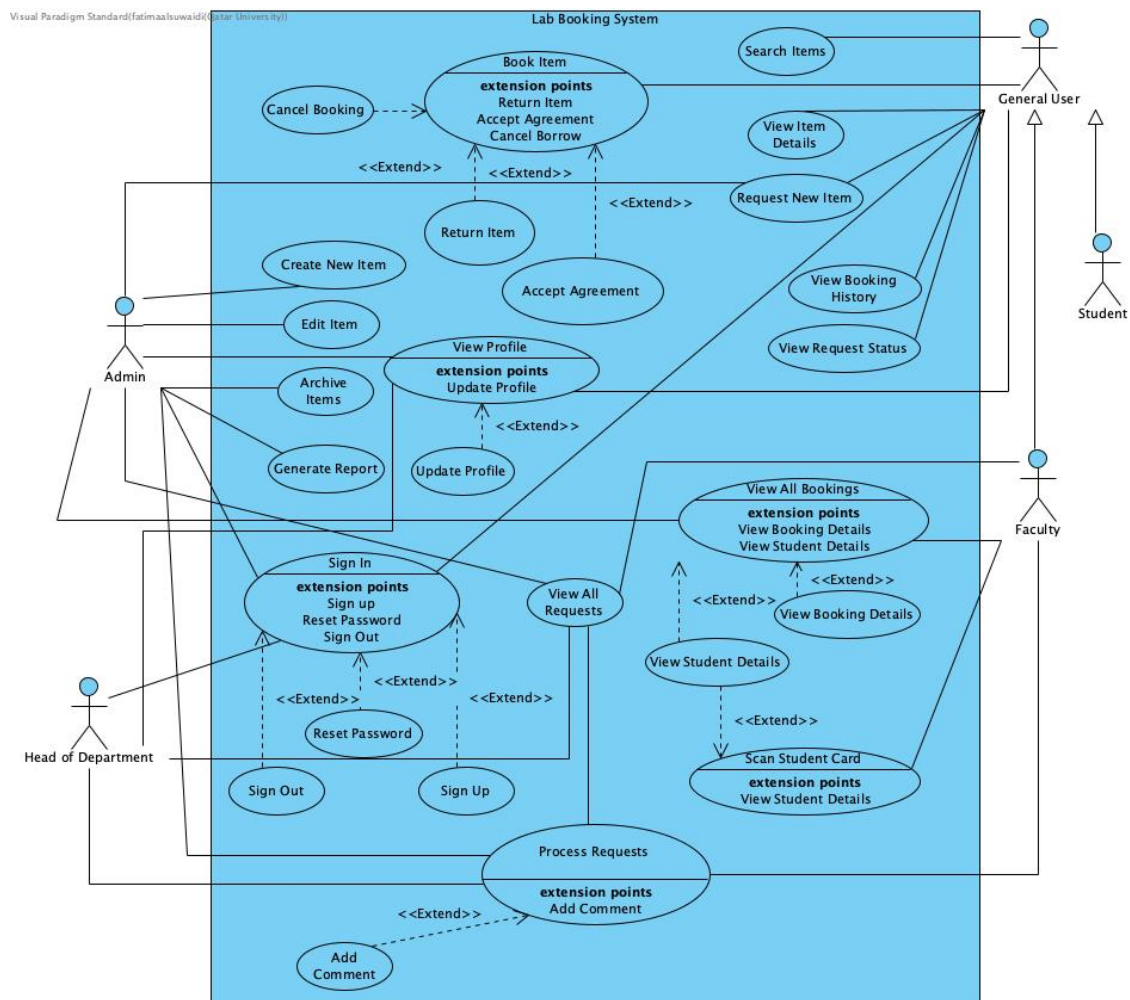 Visual Paradigm Standard(fatimaalsuwaidi(Qatar University))
Lab Booking System
Search Items
General User
Book Item
extension points
Return Item
Accept Agreement
Cancel Borrow
Cancel Booking
View Item
Details
<<Extend>>
<<Extend>>
<<Extend>>
Request New Item
Return Item
Create New Item
Accept Agreement
View Booking
History
Student
Edit Item
Admin
View Profile
extension points
Update Profile
View Request Status
Archive
Items
<<Extend>>
Generate Report
Update Profile
View All Bookings
extension points
View Booking Details
View Student Details
Faculty
Sign In
extension points
Sign up
Reset Password
Sign Out
View All
Requests
<<Extend>>
<<Extend>>
View Booking Details
View Student Details
<<Extend>>
<<Extend>>
<<Extend>>
<<Extend>>
Reset Password
Head of Department
Scan Student Card
extension points
View Student Details
Sign Out
Sign Up
Process Requests
extension points
Add Comment
<<Extend>>
Add
Comment